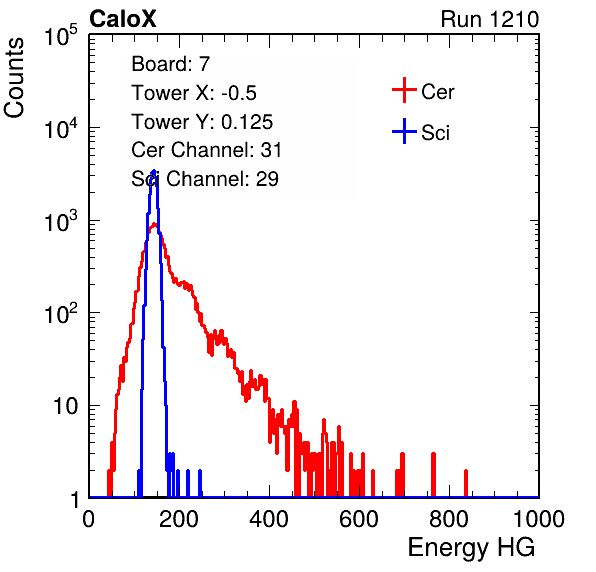 CaloX Run 1210
Counts
Board: 7
Tower X: -0.5
Tower Y: 0.125
Cer Channel: 31
Sci Channel: 29
Cer
Sci
10^5
10^4
10^3
10^2
10
1
0 200 400 600 800 1000
Energy HG